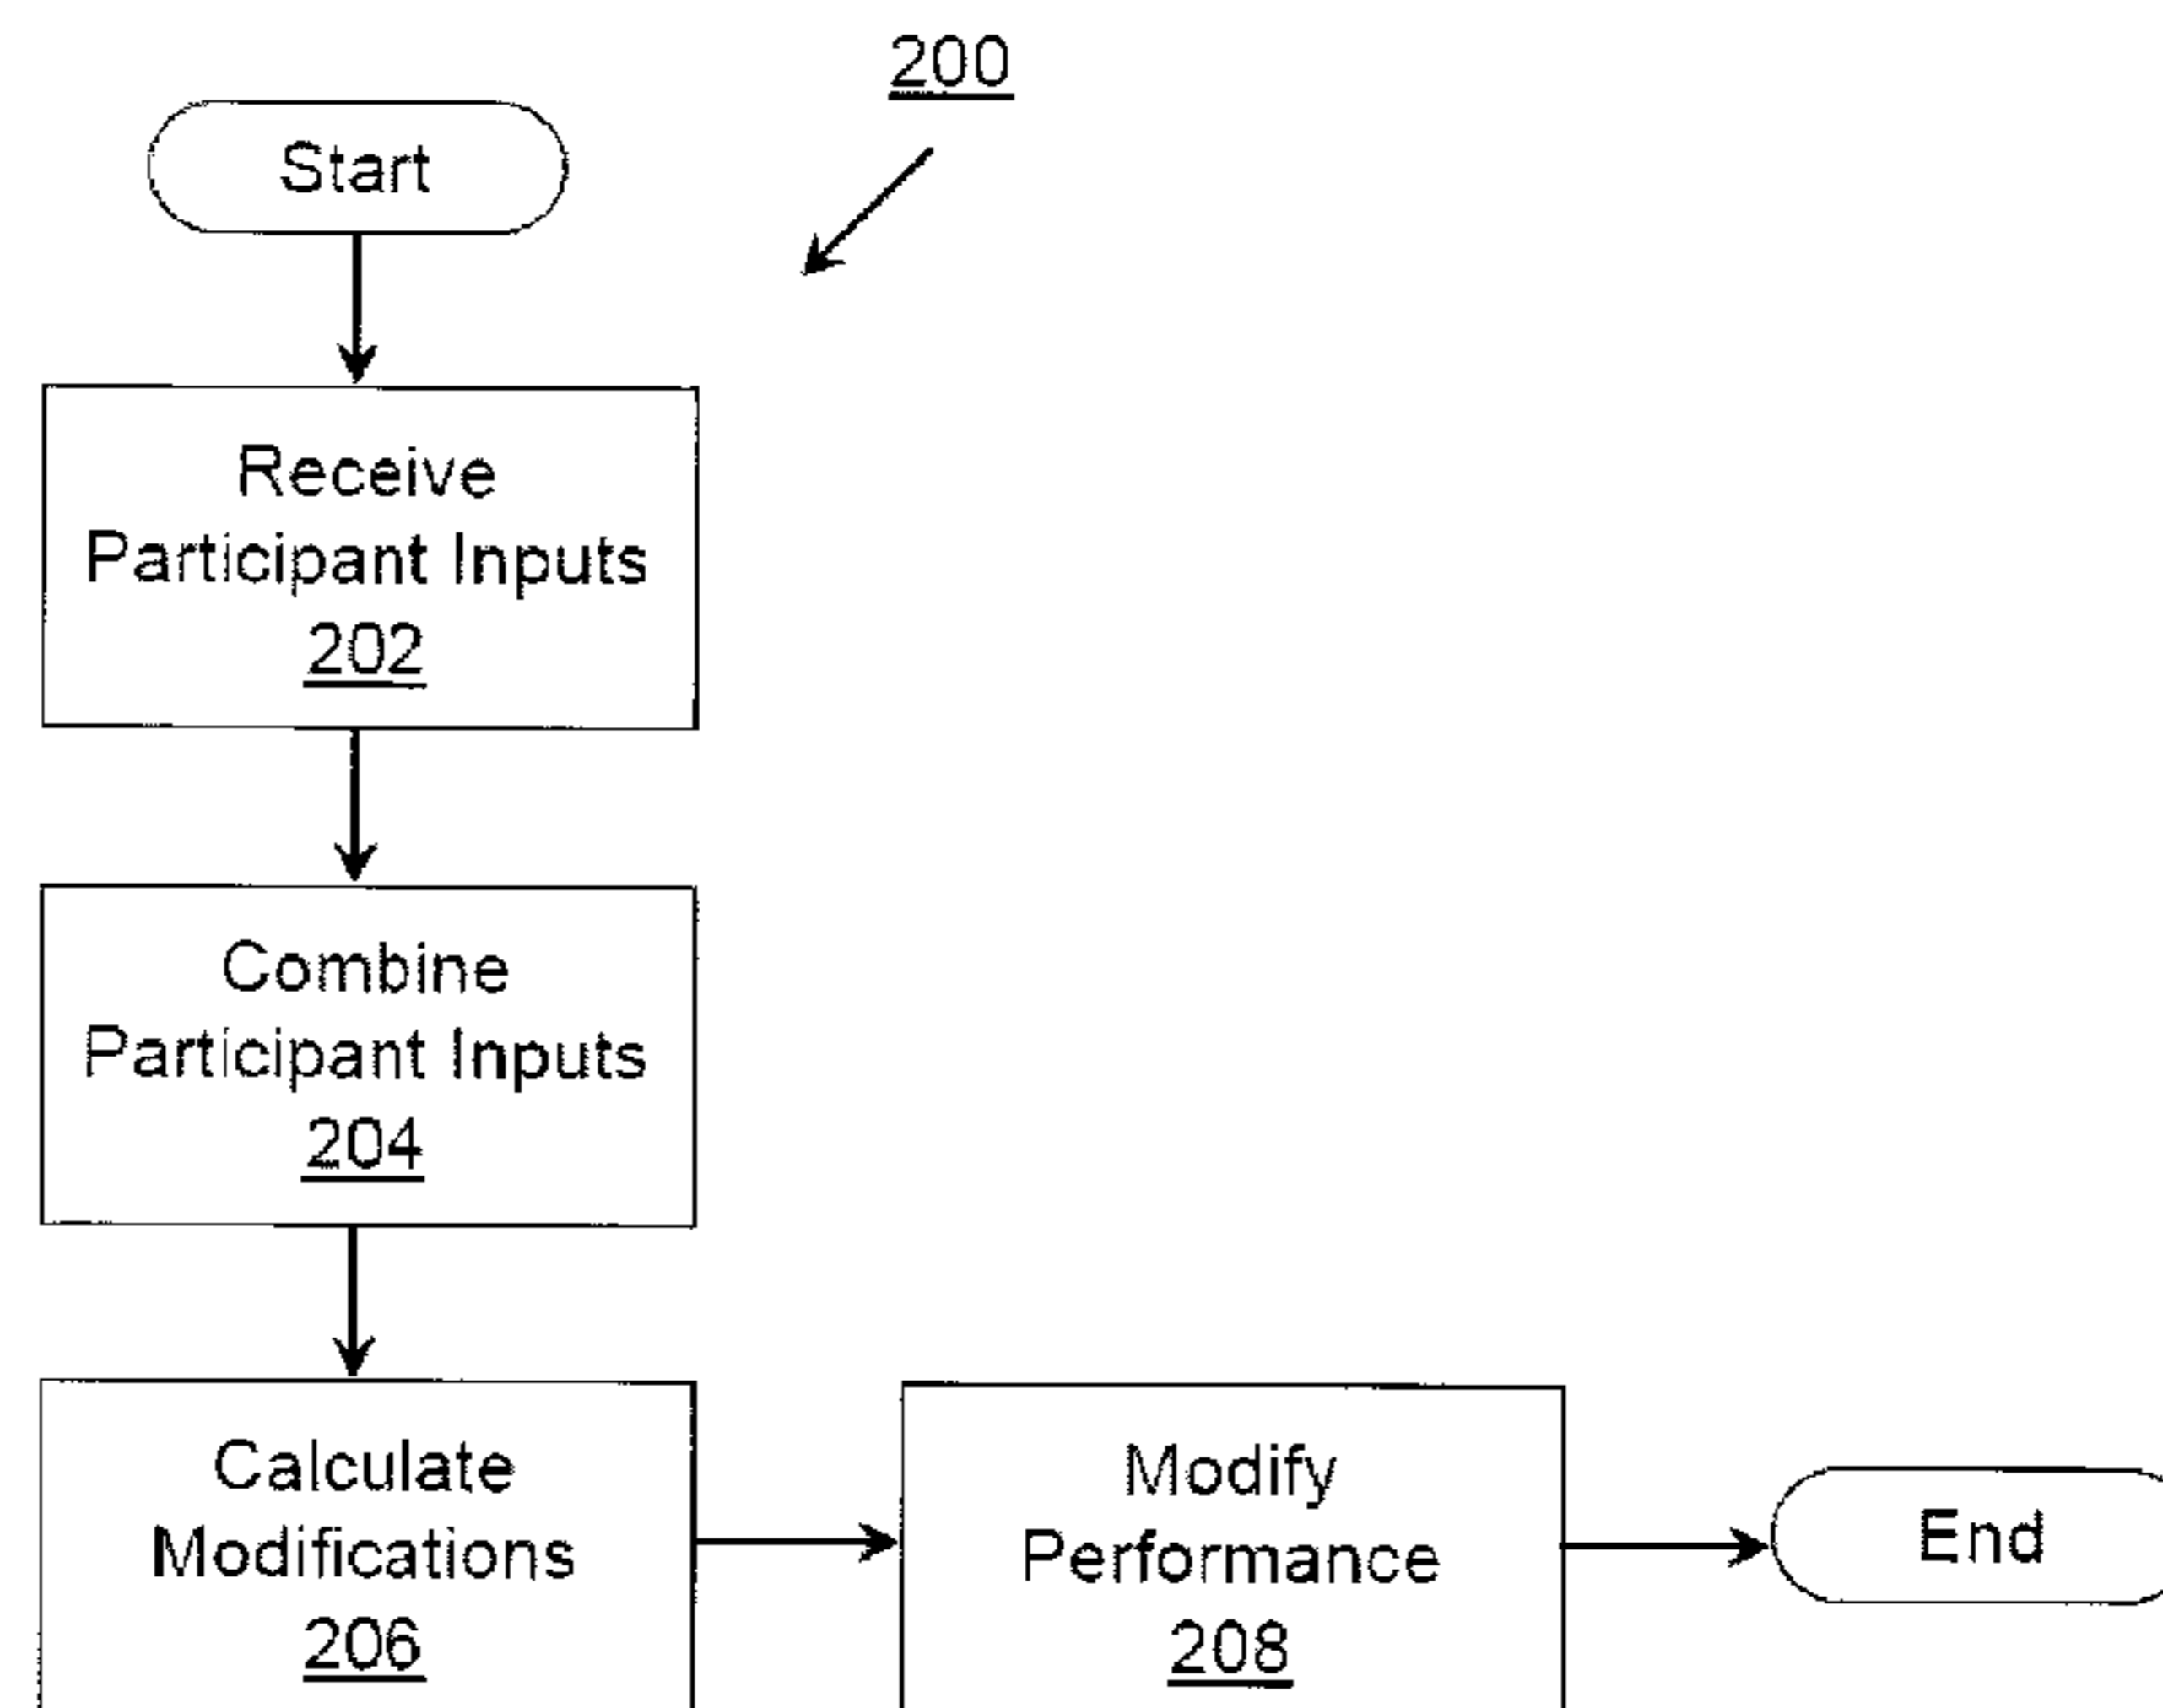 200
Start
Receive
Participant Inputs
202
Combine
Participant Inputs
204
Calculate
Modifications
206
Modify
Performance
208
End